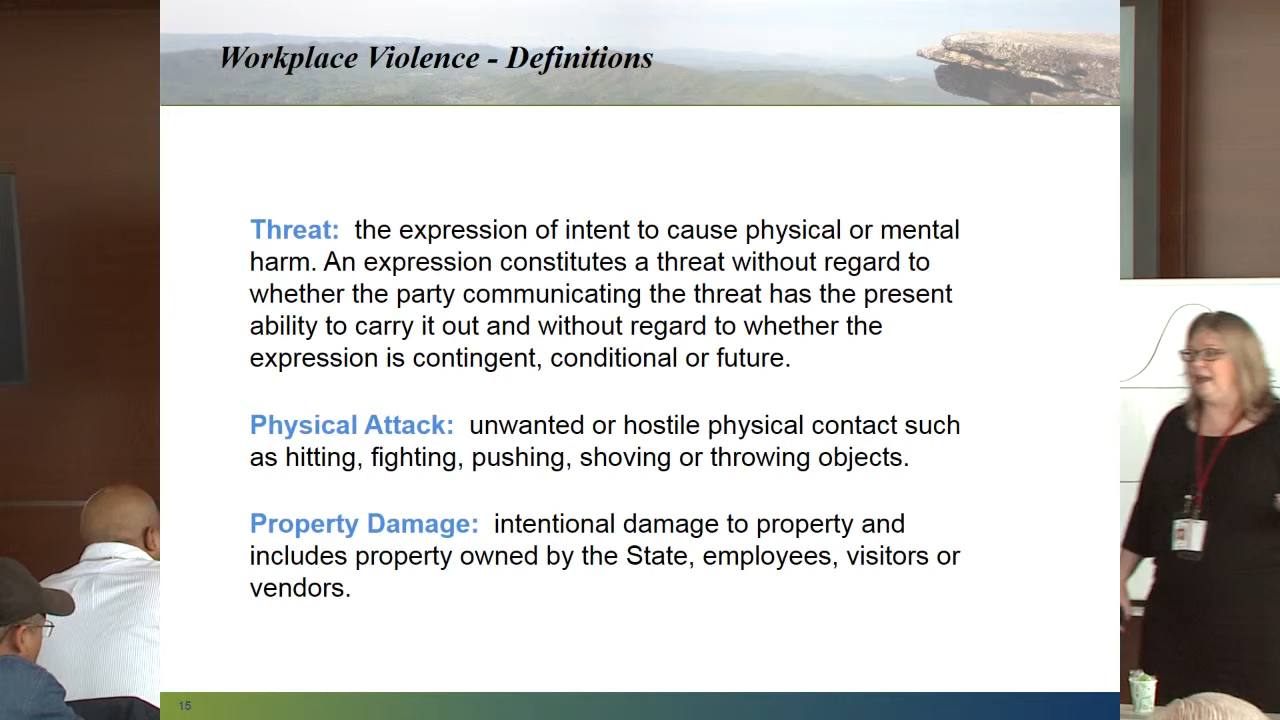 Workplace Violence - Definitions
Threat: the expression of intent to cause physical or mental
harm. An expression constitutes a threat without regard to
whether the party communicating the threat has the present
ability to carry it out and without regard to whether the
expression is contingent, conditional or future.
Physical Attack: unwanted or hostile physical contact such
as hitting, fighting, pushing, shoving or throwing objects.
Property Damage: intentional damage to property and
includes property owned by the State, employees, visitors or
vendors.
15